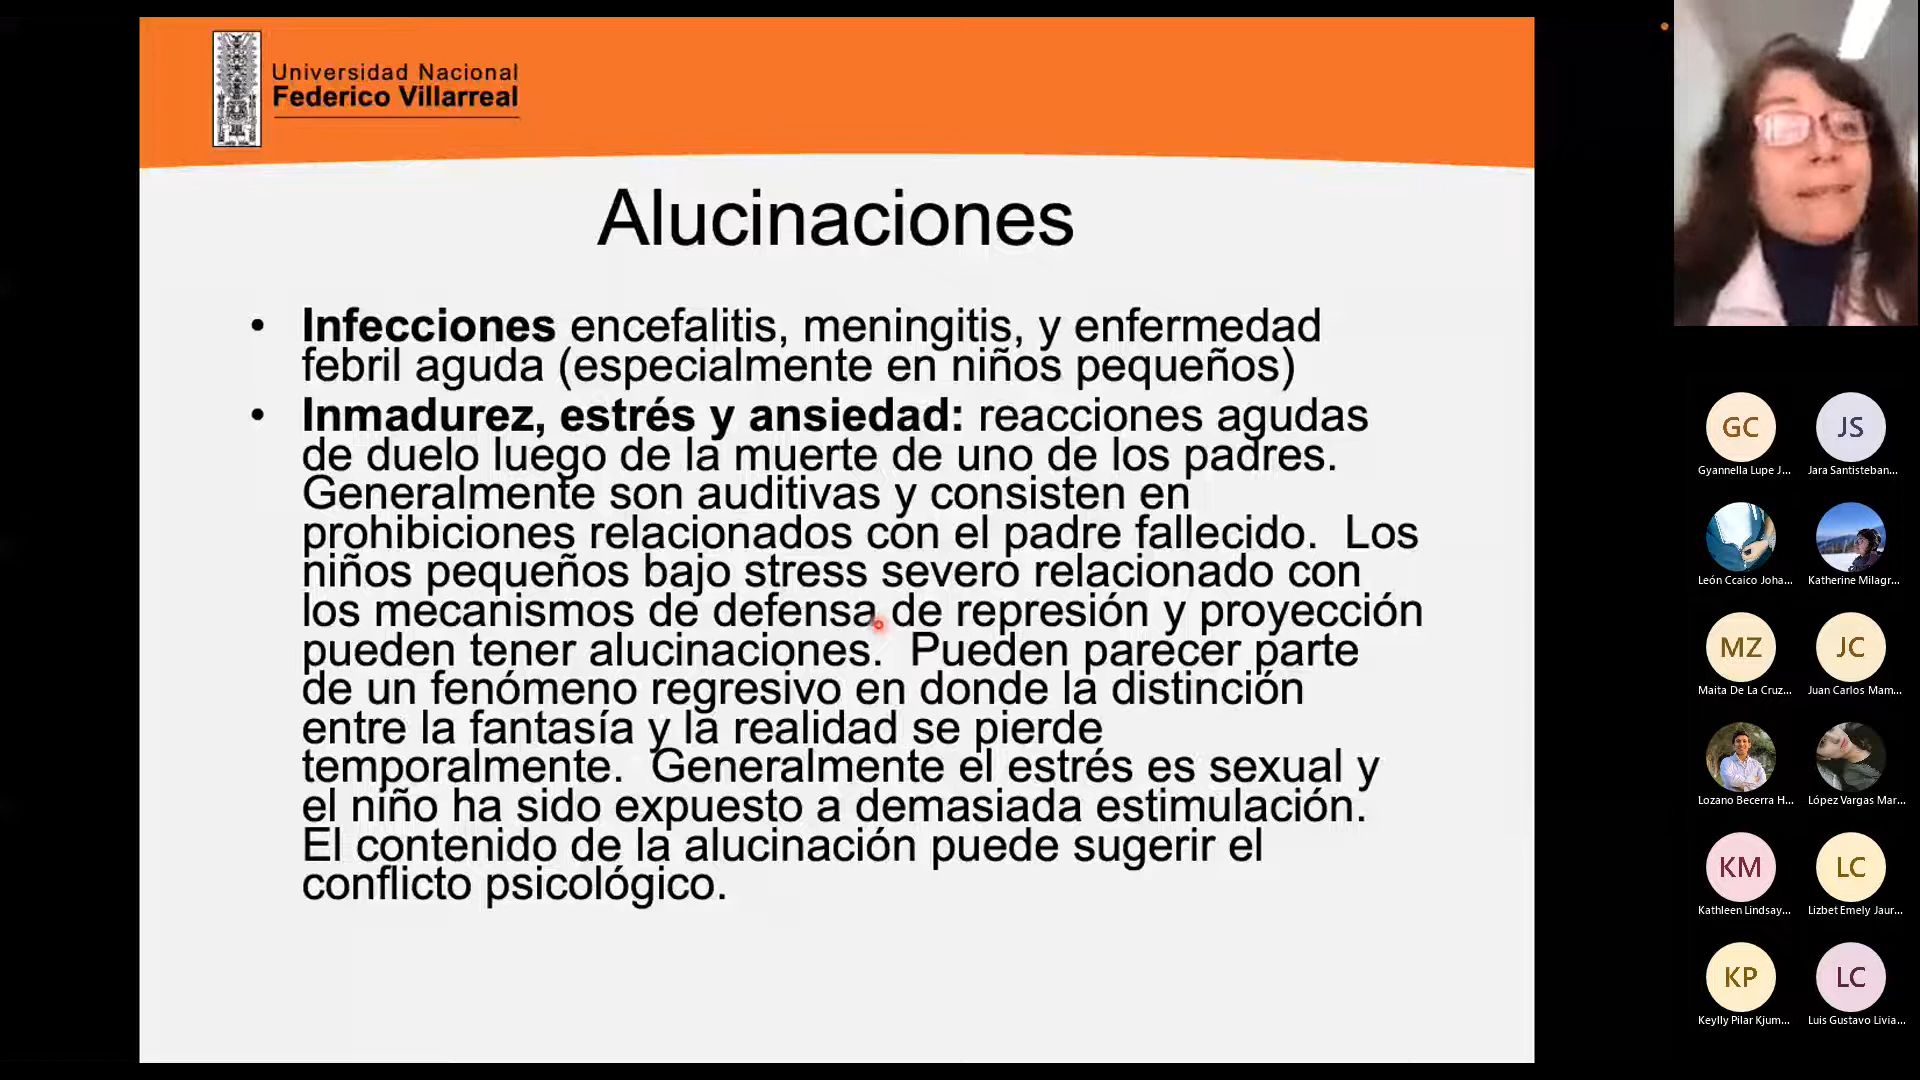 Universidad Nacional
Federico Villarreal
Alucinaciones
• Infecciones encefalitis, meningitis, y enfermedad
febril aguda (especialmente en niños pequeños)
• Inmadurez, estrés y ansiedad: reacciones agudas
de duelo luego de la muerte de uno de los padres.
Generalmente son auditivas y consisten en
prohibiciones relacionados con el padre fallecido. Los
niños pequeños bajo stress severo relacionado con
los mecanismos de defensa de represión y proyección
pueden tener alucinaciones. Pueden parecer parte
de un fenómeno regresivo en donde la distinción
entre la fantasía y la realidad se pierde
temporalmente. Generalmente el estrés es sexual y
el niño ha sido expuesto a demasiada estimulación.
El contenido de la alucinación puede sugerir el
conflicto psicológico.
GC
JS
Gyannella Lupe J...
Jara Santisteban...
León Ccaico Joha...
Katherine Milagr...
MZ
JC
Maita De La Cruz...
Juan Carlos Mam...
Lozano Becerra H...
López Vargas Mar...
KM
LC
Kathleen Lindsay...
Lizbet Emely Jaur...
KP
LC
Keylly Pilar Kjum...
Luis Gustavo Livia...